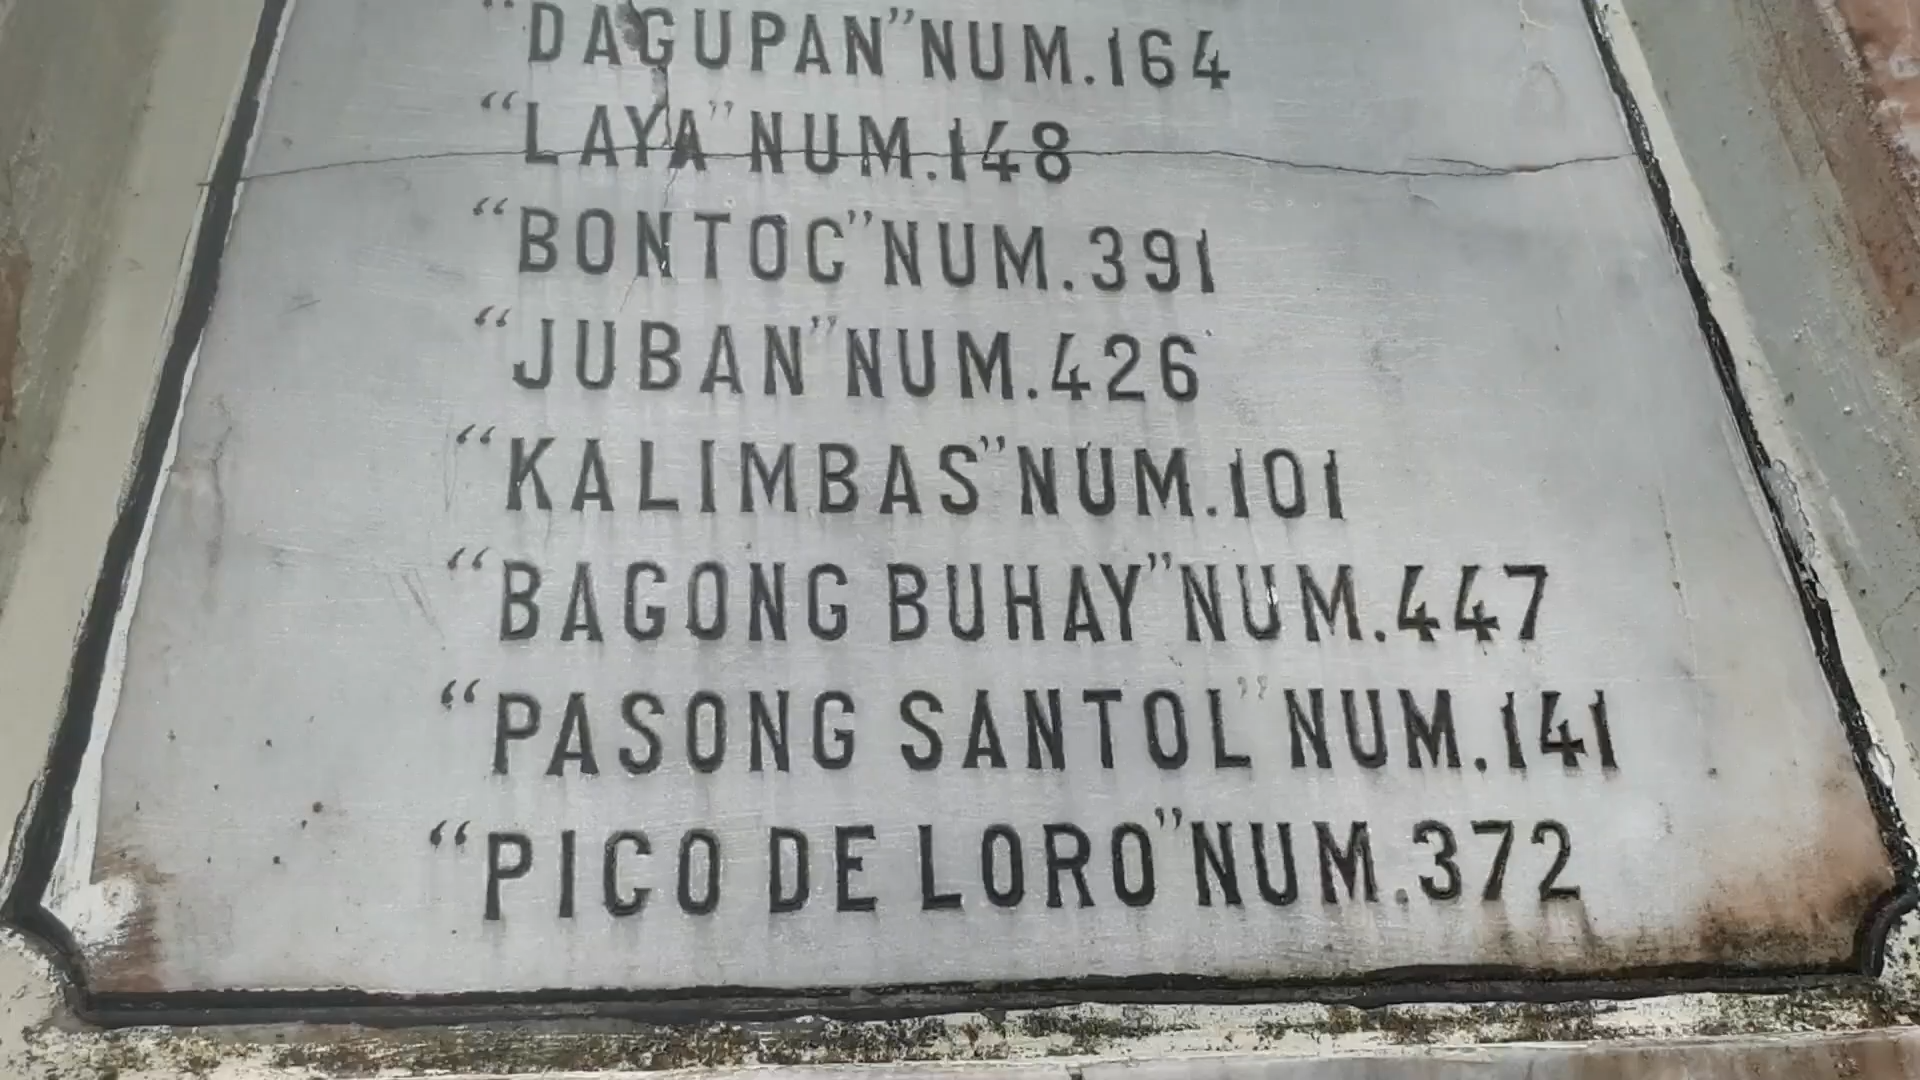 “DAGUPAN”NUM.164
“LAYA”NUM.148
“BONTOC”NUM.391
“JUBAN”NUM.426
“KALIMBAS”NUM.101
“BAGONG BUHAY”NUM.447
“PASONG SANTOL”NUM.141
“PICO DE LORO”NUM.372